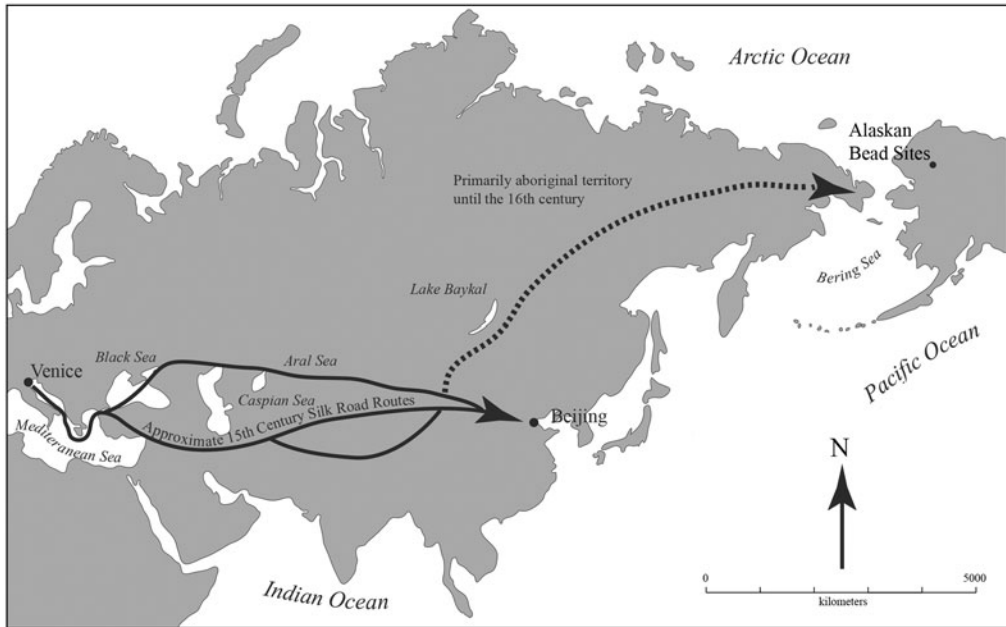 Arctic Ocean
Alaskan
Bead Sites
Primarily aboriginal territory
until the 16th century
Bering Sea
Lake Baykal
Pacific Ocean
Black Sea
Aral Sea
Venice
Caspian Sea
Approximate 15th Century Silk Road Routes
Beijing
Mediteranean Sea
N
Indian Ocean
0 5000
kilometers